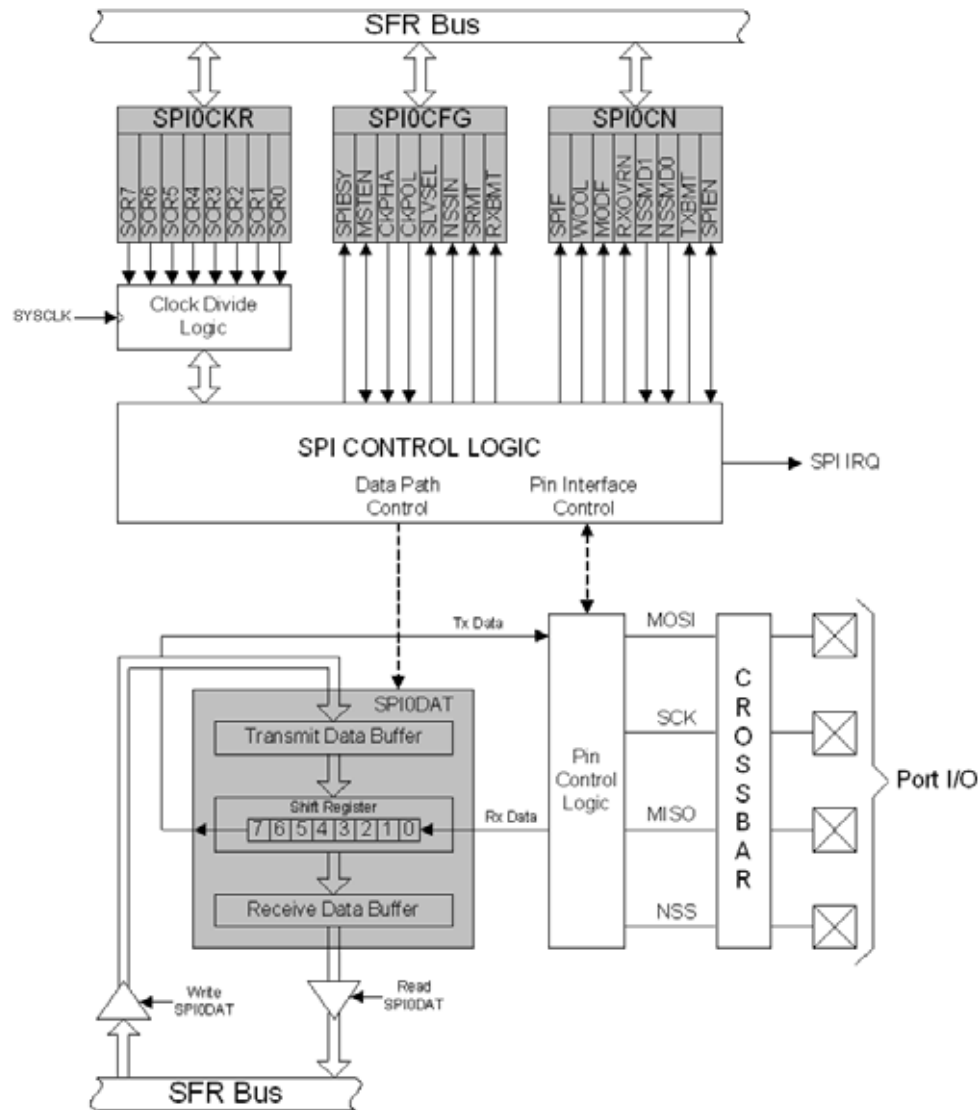 SFR Bus
SPI0CKR
SPI0CFG
SPI0CN
SCR7
SCR6
SCR5
SCR4
SCR3
SCR2
SCR1
SCR0
SPIBSY
MSTEN
CKPHA
CKPOL
SLVSEL
NSSIN
SRMT
RXBMT
SPIF
WCOL
MODF
RXOVRN
NSSMD1
NSSMD0
TXBMT
SPIEN
SYSCLK
Clock Divide
Logic
SPI CONTROL LOGIC
SPI IRQ
Data Path
Control
Pin Interface
Control
Tx Data
MOSI
SPI0DAT
Transmit Data Buffer
SCK
Pin
Control
Logic
CROSSBAR
Port I/O
Shift Register
7 6 5 4 3 2 1 0
Rx Data
MISO
Receive Data Buffer
NSS
Write
SPI0DAT
Read
SPI0DAT
SFR Bus